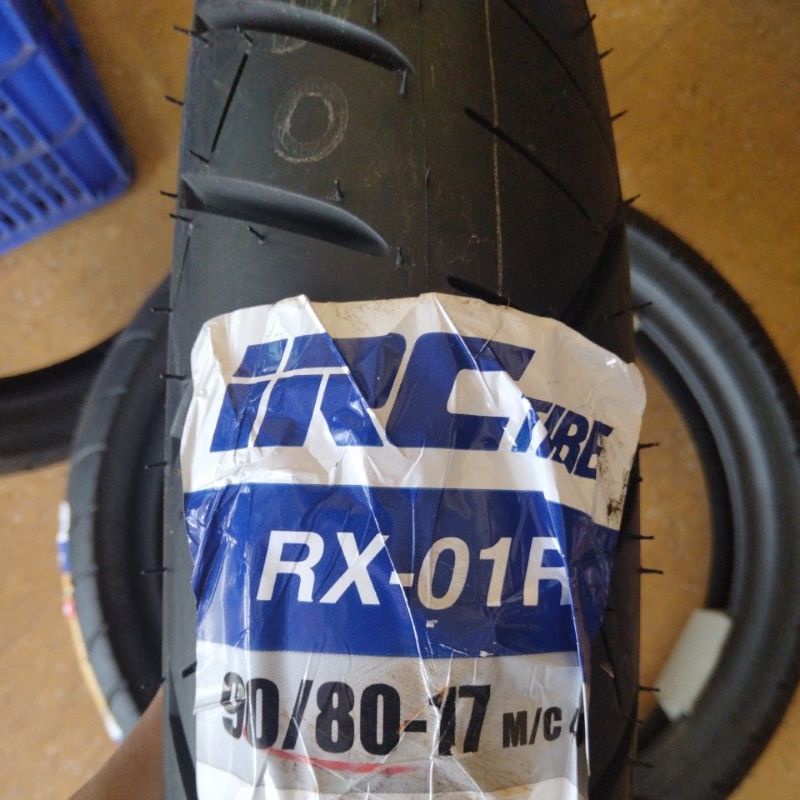 IRC TIRE
RX-01R
90/80-17 M/C